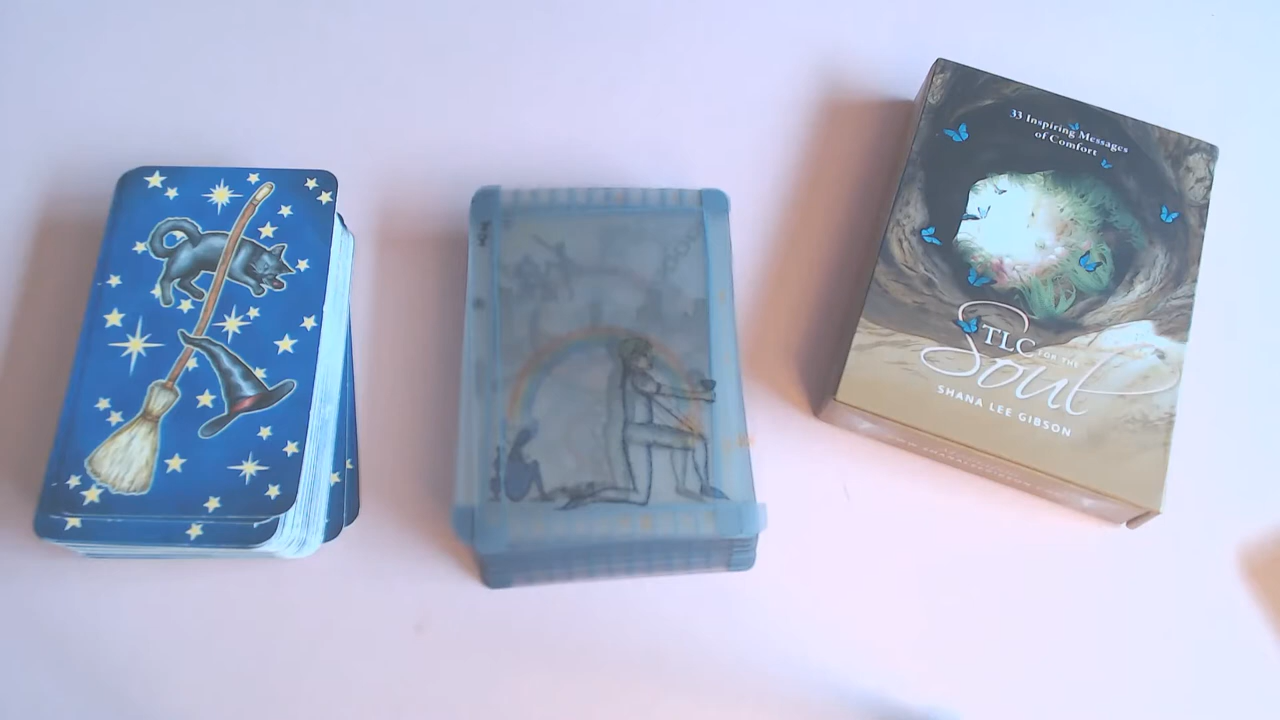 33 Inspiring Messages
of Comfort
TLC FOR THE
Soul
SHANA LEE GIBSON